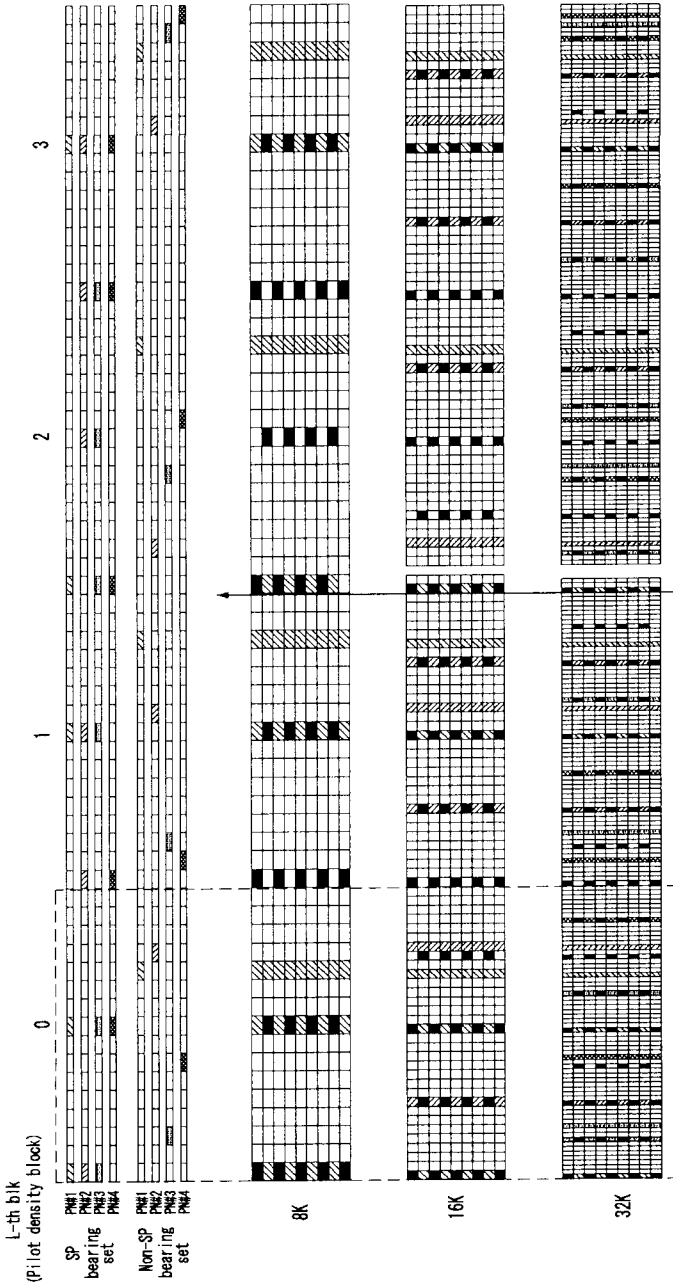 L-th blk
(Pilot density block)
0
1
2
3
SP
bearing
set
PN#1
PN#2
PN#3
PN#4
Non-SP
bearing
set
PN#1
PN#2
PN#3
PN#4
8K
16K
32K